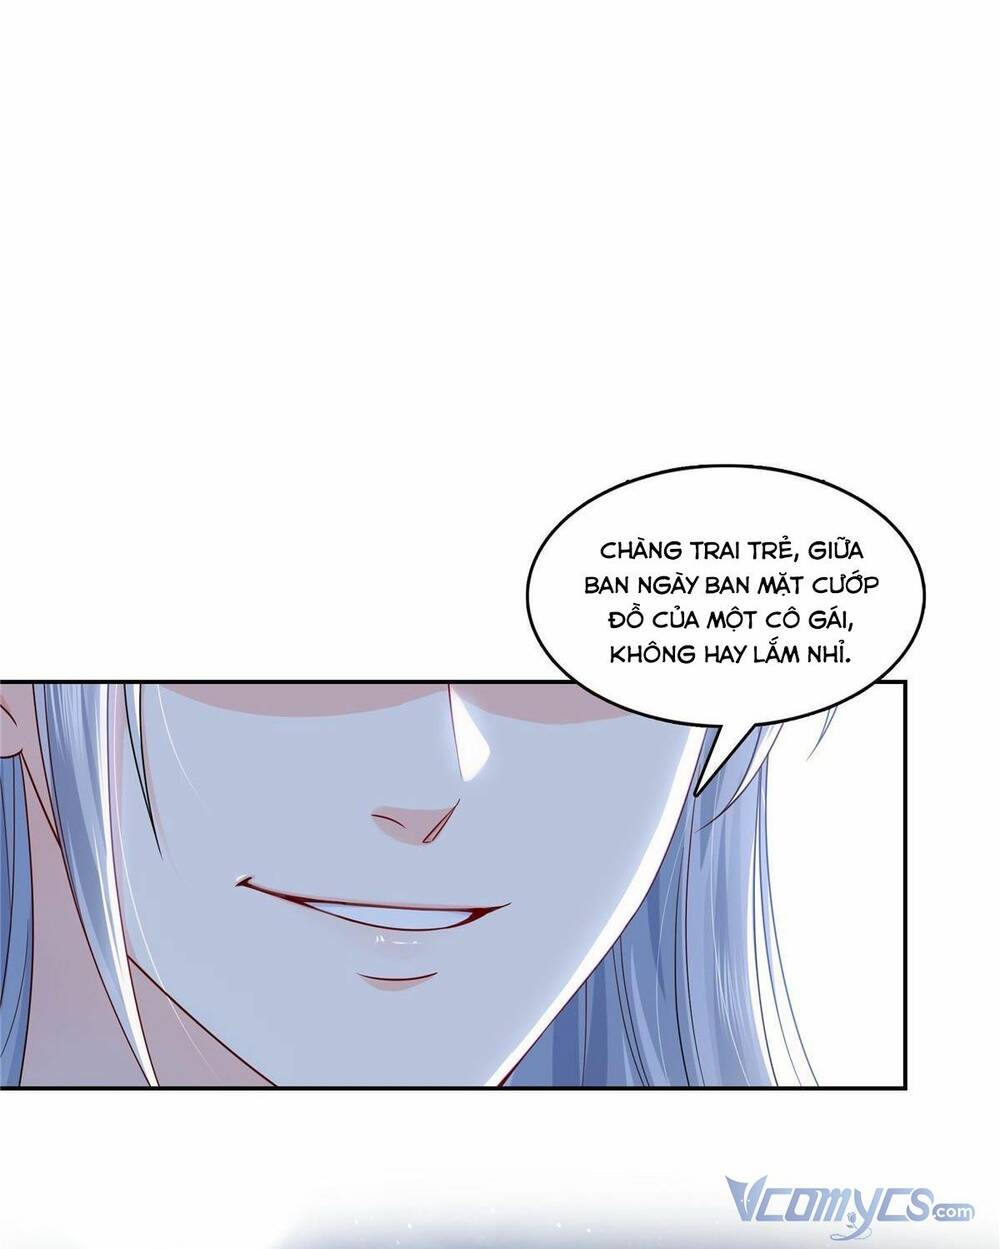 CHÀNG TRAI TRẺ, GIỮA
BAN NGÀY BAN MẶT CƯỚP
ĐỒ CỦA MỘT CÔ GÁI,
KHÔNG HAY LẮM NHỈ.
VCOMYCS.com